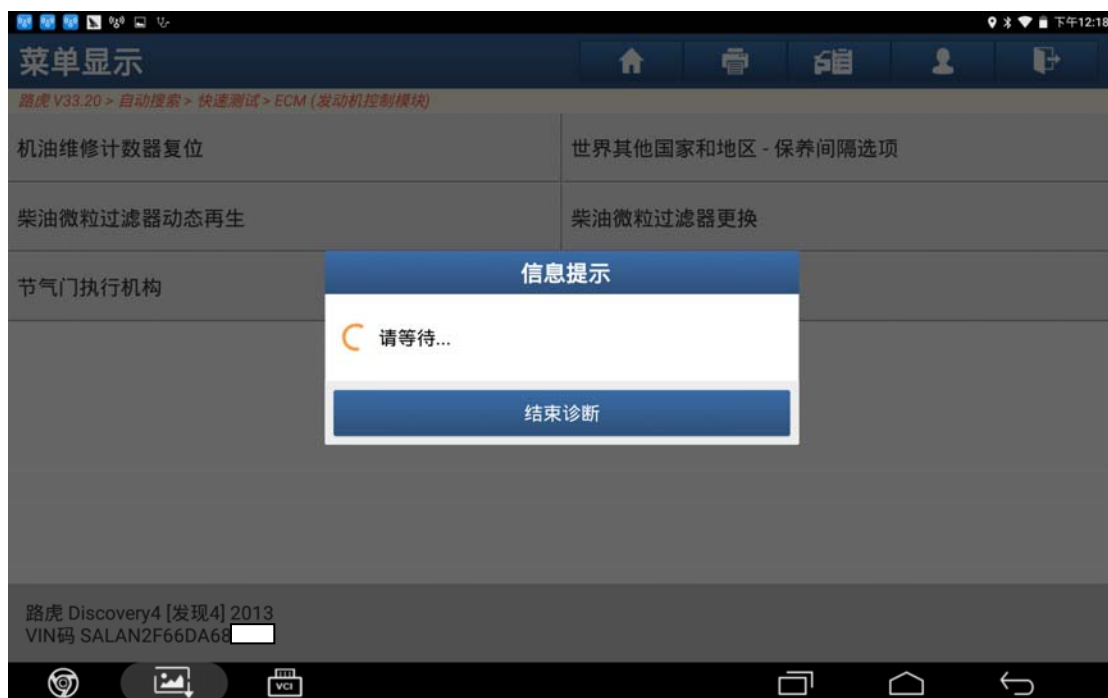 下午12:18
菜单显示
路虎 V33.20 > 自动搜索 > 快速测试 > ECM (发动机控制模块)
机油维修计数器复位
世界其他国家和地区 - 保养间隔选项
柴油微粒过滤器动态再生
柴油微粒过滤器更换
节气门执行机构
信息提示
请等待...
结束诊断
路虎 Discovery4 [发现4] 2013
VIN码 SALAN2F66DA68
VCI